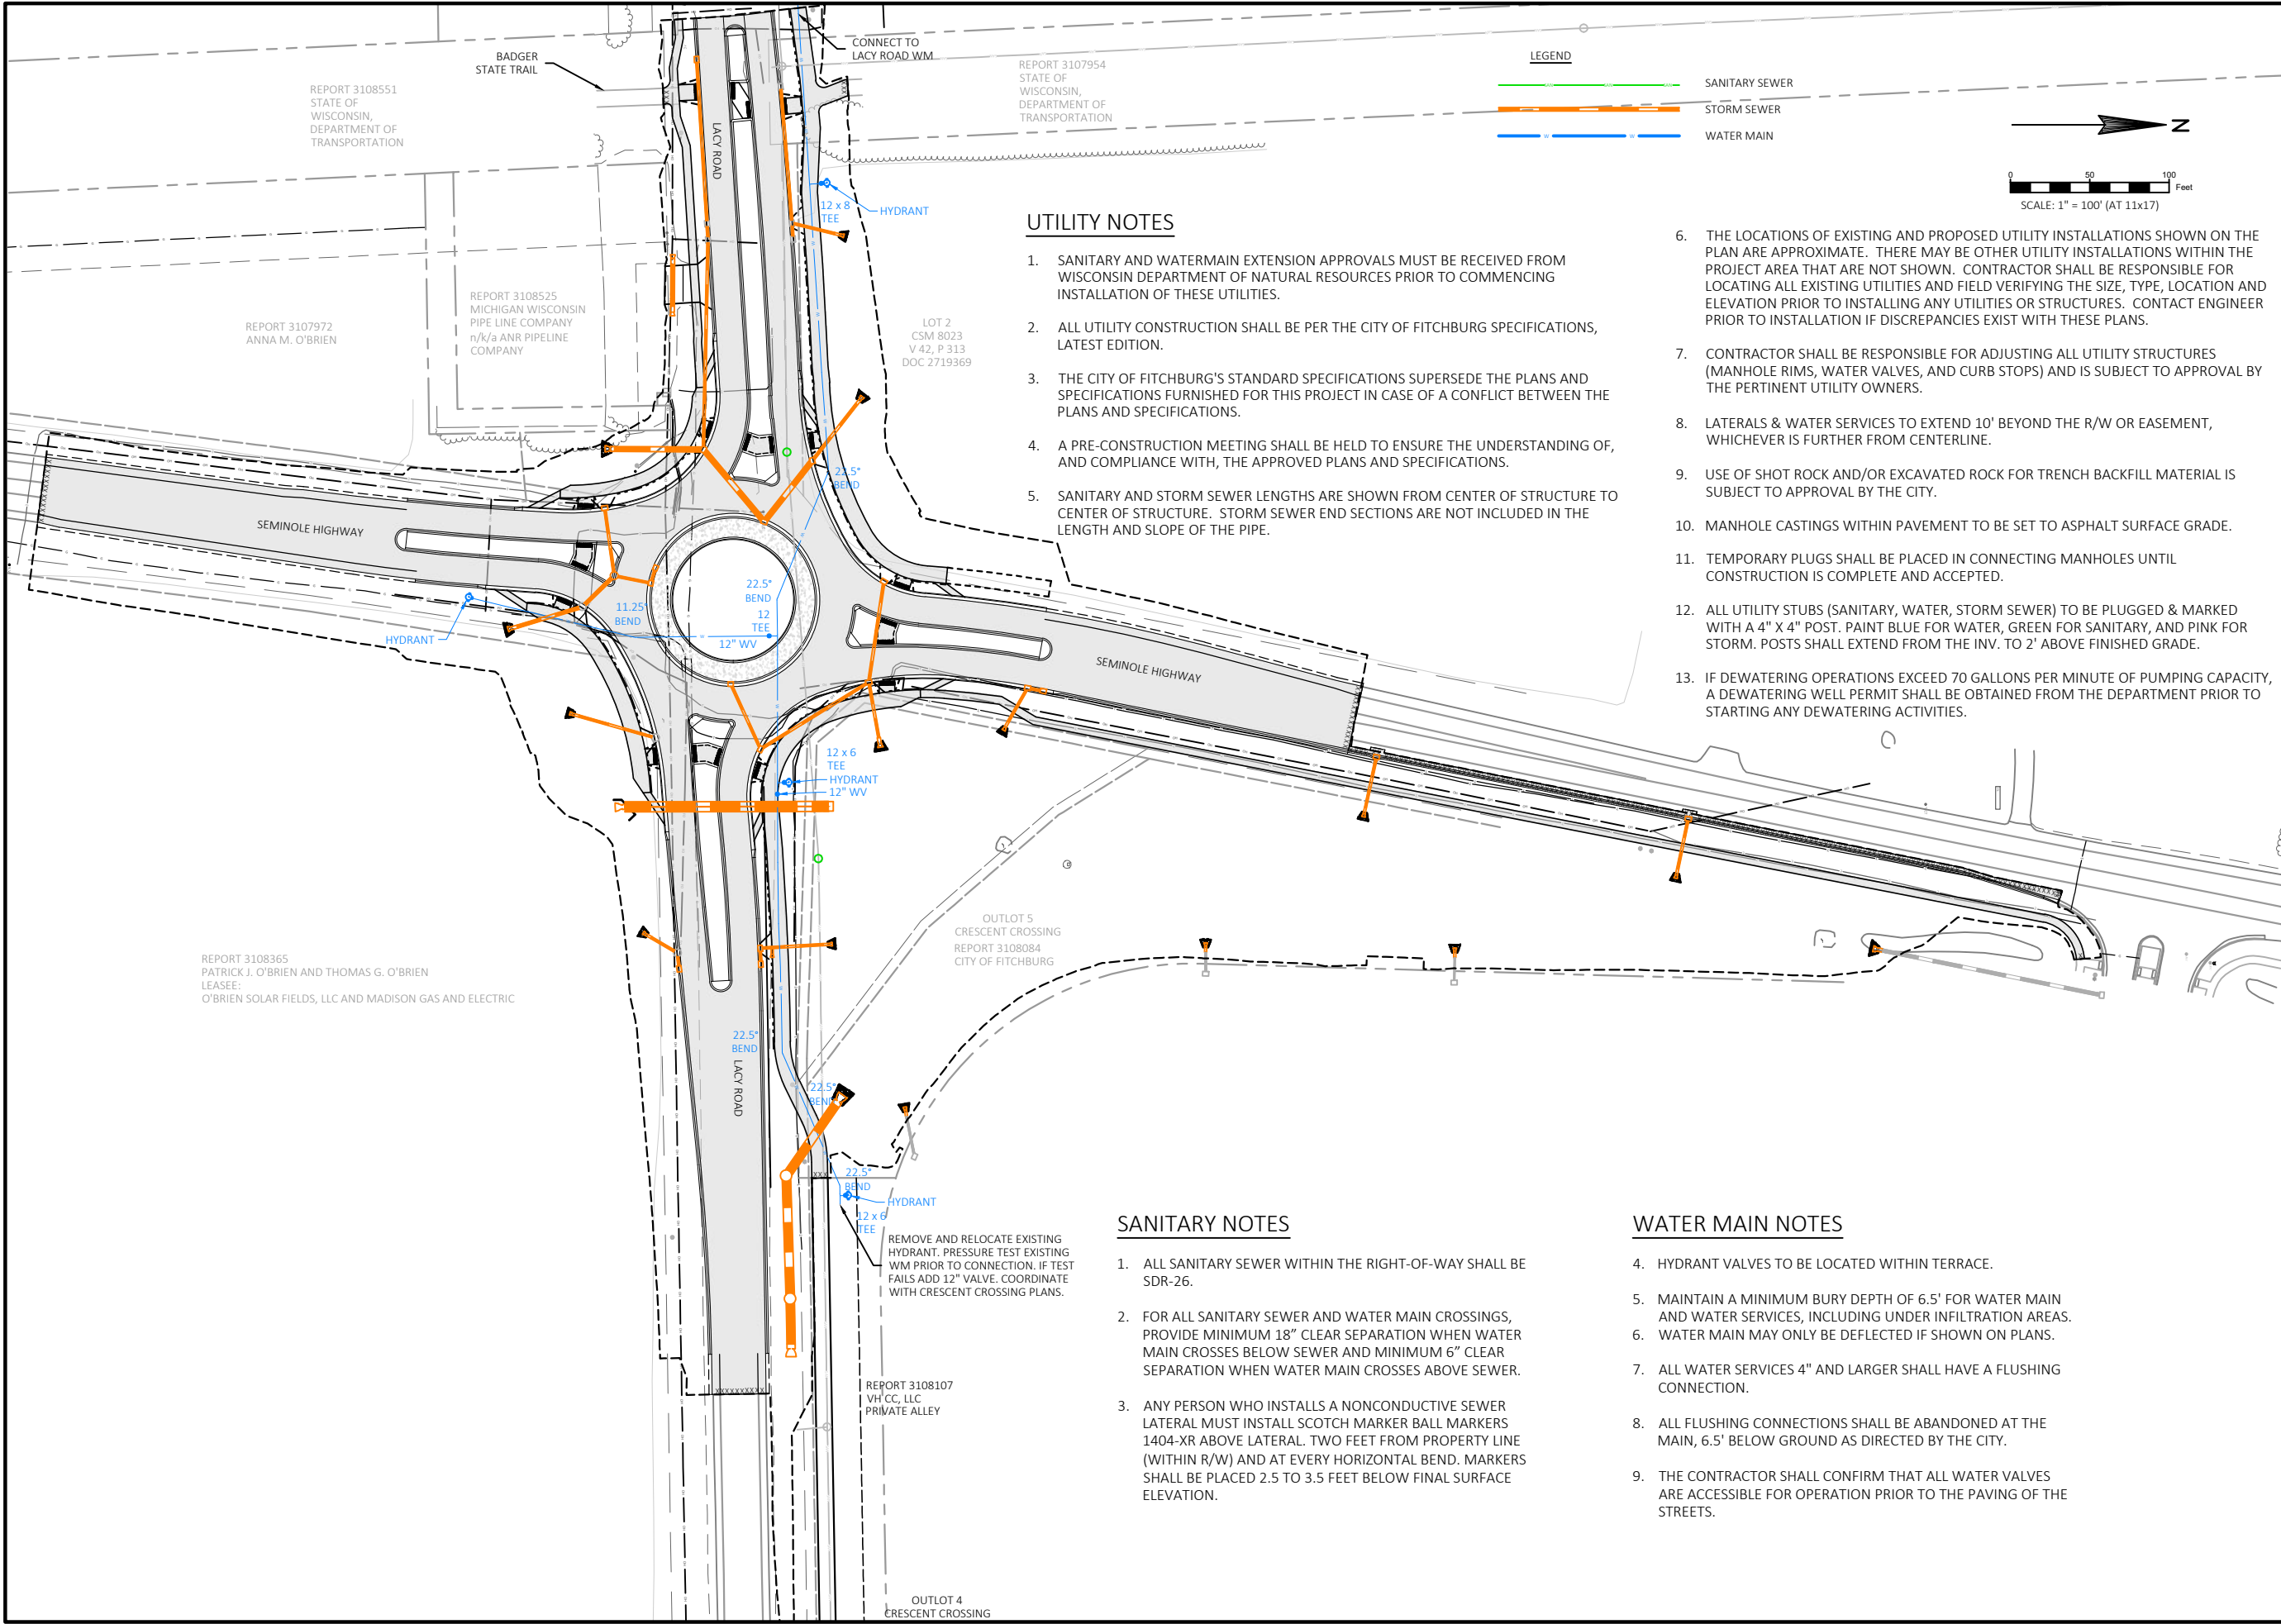 BADGER
STATE TRAIL
CONNECT TO
LACY ROAD WM
REPORT 3108551
STATE OF
WISCONSIN,
DEPARTMENT OF
TRANSPORTATION
REPORT 3107954
STATE OF
WISCONSIN,
DEPARTMENT OF
TRANSPORTATION
LEGEND
SANITARY SEWER
STORM SEWER
WATER MAIN
N
0 50 100
Feet
SCALE: 1" = 100' (AT 11x17)
LACY ROAD
12 x 8
TEE
HYDRANT
REPORT 3107972
ANNA M. O'BRIEN
REPORT 3108525
MICHIGAN WISCONSIN
PIPE LINE COMPANY
n/k/a ANR PIPELINE
COMPANY
LOT 2
CSM 8023
V 42, P 313
DOC 2719369
UTILITY NOTES
1. SANITARY AND WATERMAIN EXTENSION APPROVALS MUST BE RECEIVED FROM
WISCONSIN DEPARTMENT OF NATURAL RESOURCES PRIOR TO COMMENCING
INSTALLATION OF THESE UTILITIES.
2. ALL UTILITY CONSTRUCTION SHALL BE PER THE CITY OF FITCHBURG SPECIFICATIONS,
LATEST EDITION.
3. THE CITY OF FITCHBURG'S STANDARD SPECIFICATIONS SUPERSEDE THE PLANS AND
SPECIFICATIONS FURNISHED FOR THIS PROJECT IN CASE OF A CONFLICT BETWEEN THE
PLANS AND SPECIFICATIONS.
4. A PRE-CONSTRUCTION MEETING SHALL BE HELD TO ENSURE THE UNDERSTANDING OF,
AND COMPLIANCE WITH, THE APPROVED PLANS AND SPECIFICATIONS.
5. SANITARY AND STORM SEWER LENGTHS ARE SHOWN FROM CENTER OF STRUCTURE TO
CENTER OF STRUCTURE. STORM SEWER END SECTIONS ARE NOT INCLUDED IN THE
LENGTH AND SLOPE OF THE PIPE.
6. THE LOCATIONS OF EXISTING AND PROPOSED UTILITY INSTALLATIONS SHOWN ON THE
PLAN ARE APPROXIMATE. THERE MAY BE OTHER UTILITY INSTALLATIONS WITHIN THE
PROJECT AREA THAT ARE NOT SHOWN. CONTRACTOR SHALL BE RESPONSIBLE FOR
LOCATING ALL EXISTING UTILITIES AND FIELD VERIFYING THE SIZE, TYPE, LOCATION AND
ELEVATION PRIOR TO INSTALLING ANY UTILITIES OR STRUCTURES. CONTACT ENGINEER
PRIOR TO INSTALLATION IF DISCREPANCIES EXIST WITH THESE PLANS.
7. CONTRACTOR SHALL BE RESPONSIBLE FOR ADJUSTING ALL UTILITY STRUCTURES
(MANHOLE RIMS, WATER VALVES, AND CURB STOPS) AND IS SUBJECT TO APPROVAL BY
THE PERTINENT UTILITY OWNERS.
8. LATERALS & WATER SERVICES TO EXTEND 10' BEYOND THE R/W OR EASEMENT,
WHICHEVER IS FURTHER FROM CENTERLINE.
9. USE OF SHOT ROCK AND/OR EXCAVATED ROCK FOR TRENCH BACKFILL MATERIAL IS
SUBJECT TO APPROVAL BY THE CITY.
10. MANHOLE CASTINGS WITHIN PAVEMENT TO BE SET TO ASPHALT SURFACE GRADE.
11. TEMPORARY PLUGS SHALL BE PLACED IN CONNECTING MANHOLES UNTIL
CONSTRUCTION IS COMPLETE AND ACCEPTED.
12. ALL UTILITY STUBS (SANITARY, WATER, STORM SEWER) TO BE PLUGGED & MARKED
WITH A 4" X 4" POST. PAINT BLUE FOR WATER, GREEN FOR SANITARY, AND PINK FOR
STORM. POSTS SHALL EXTEND FROM THE INV. TO 2' ABOVE FINISHED GRADE.
13. IF DEWATERING OPERATIONS EXCEED 70 GALLONS PER MINUTE OF PUMPING CAPACITY,
A DEWATERING WELL PERMIT SHALL BE OBTAINED FROM THE DEPARTMENT PRIOR TO
STARTING ANY DEWATERING ACTIVITIES.
22.5°
BEND
SEMINOLE HIGHWAY
22.5°
BEND
12
TEE
12" WV
11.25°
BEND
HYDRANT
SEMINOLE HIGHWAY
12 x 6
TEE
HYDRANT
12" WV
OUTLOT 5
CRESCENT CROSSING
REPORT 3108084
CITY OF FITCHBURG
REPORT 3108365
PATRICK J. O'BRIEN AND THOMAS G. O'BRIEN
LEASEE:
O'BRIEN SOLAR FIELDS, LLC AND MADISON GAS AND ELECTRIC
22.5°
BEND
LACY ROAD
22.5°
BEND
22.5°
BEND
HYDRANT
12 x 6
TEE
REMOVE AND RELOCATE EXISTING
HYDRANT. PRESSURE TEST EXISTING
WM PRIOR TO CONNECTION. IF TEST
FAILS ADD 12" VALVE. COORDINATE
WITH CRESCENT CROSSING PLANS.
REPORT 3108107
VH CC, LLC
PRIVATE ALLEY
OUTLOT 4
CRESCENT CROSSING
SANITARY NOTES
1. ALL SANITARY SEWER WITHIN THE RIGHT-OF-WAY SHALL BE
SDR-26.
2. FOR ALL SANITARY SEWER AND WATER MAIN CROSSINGS,
PROVIDE MINIMUM 18” CLEAR SEPARATION WHEN WATER
MAIN CROSSES BELOW SEWER AND MINIMUM 6” CLEAR
SEPARATION WHEN WATER MAIN CROSSES ABOVE SEWER.
3. ANY PERSON WHO INSTALLS A NONCONDUCTIVE SEWER
LATERAL MUST INSTALL SCOTCH MARKER BALL MARKERS
1404-XR ABOVE LATERAL. TWO FEET FROM PROPERTY LINE
(WITHIN R/W) AND AT EVERY HORIZONTAL BEND. MARKERS
SHALL BE PLACED 2.5 TO 3.5 FEET BELOW FINAL SURFACE
ELEVATION.
WATER MAIN NOTES
4. HYDRANT VALVES TO BE LOCATED WITHIN TERRACE.
5. MAINTAIN A MINIMUM BURY DEPTH OF 6.5' FOR WATER MAIN
AND WATER SERVICES, INCLUDING UNDER INFILTRATION AREAS.
6. WATER MAIN MAY ONLY BE DEFLECTED IF SHOWN ON PLANS.
7. ALL WATER SERVICES 4" AND LARGER SHALL HAVE A FLUSHING
CONNECTION.
8. ALL FLUSHING CONNECTIONS SHALL BE ABANDONED AT THE
MAIN, 6.5' BELOW GROUND AS DIRECTED BY THE CITY.
9. THE CONTRACTOR SHALL CONFIRM THAT ALL WATER VALVES
ARE ACCESSIBLE FOR OPERATION PRIOR TO THE PAVING OF THE
STREETS.